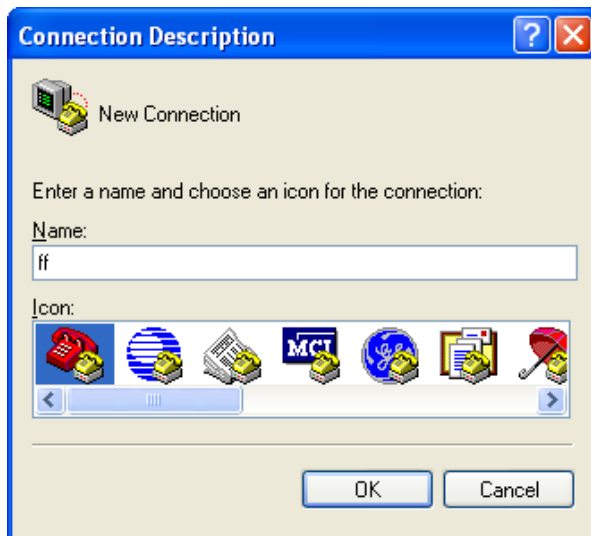 Connection Description
New Connection
Enter a name and choose an icon for the connection:
Name:
ff
Icon:
MCI
OK Cancel